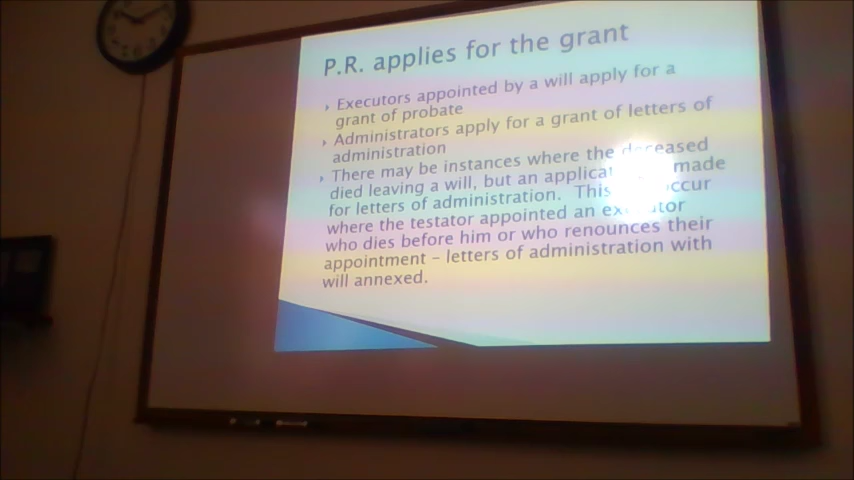 P.R. applies for the grant
Executors appointed by a will apply for a
grant of probate
Administrators apply for a grant of letters of
administration
There may be instances where the deceased
died leaving a will, but an applicat made
for letters of administration. This occur
where the testator appointed an executor
who dies before him or who renounces their
appointment – letters of administration with
will annexed.